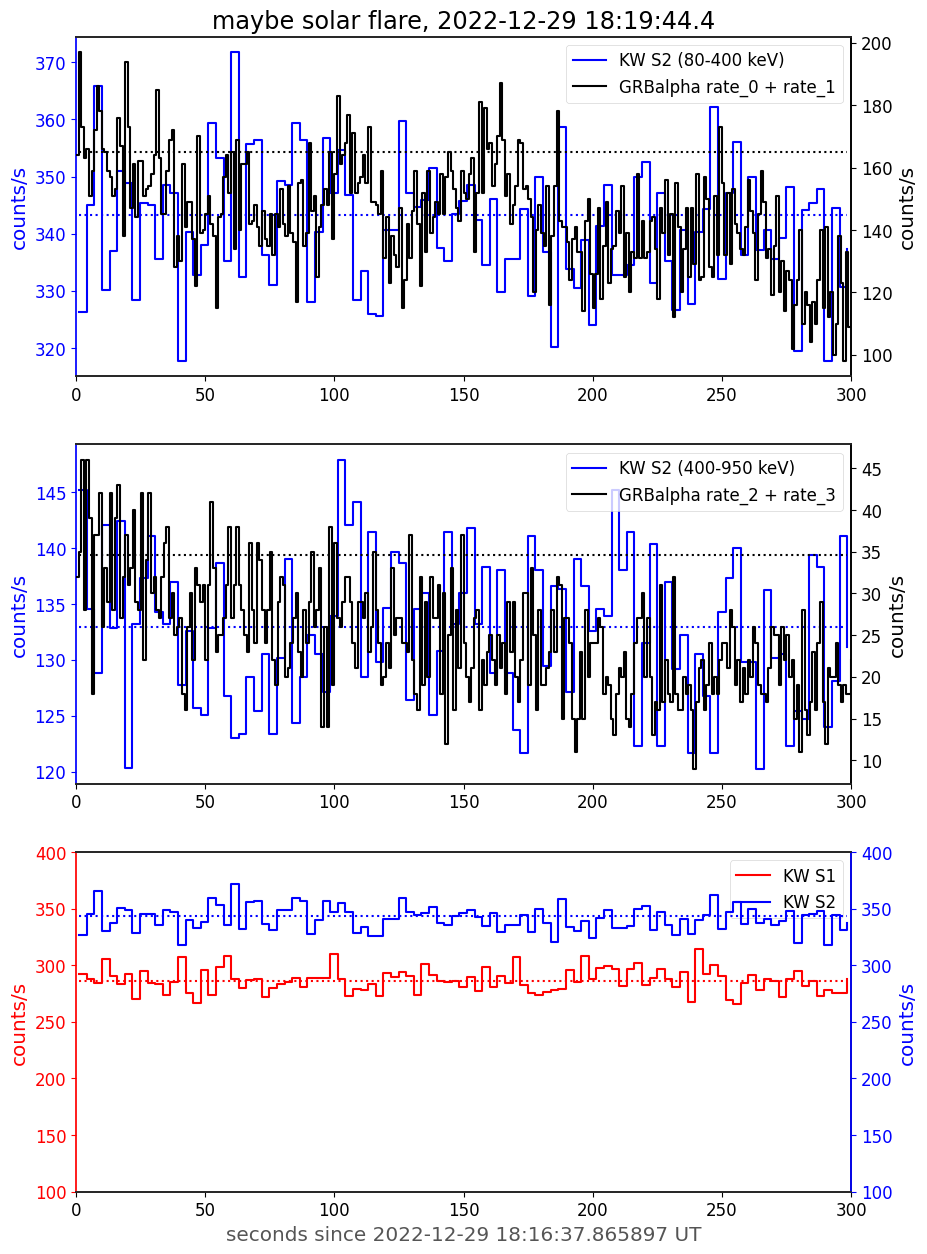 maybe solar flare, 2022-12-29 18:19:44.4
KW S2 (80-400 keV)
GRBalpha rate_0 + rate_1
370
360
350
340
330
320
counts/s
200
180
160
140
120
100
counts/s
0 50 100 150 200 250 300
KW S2 (400-950 keV)
GRBalpha rate_2 + rate_3
145
140
135
130
125
120
counts/s
45
40
35
30
25
20
15
10
counts/s
0 50 100 150 200 250 300
KW S1
KW S2
400
350
300
250
200
150
100
counts/s
400
350
300
250
200
150
100
counts/s
0 50 100 150 200 250 300
seconds since 2022-12-29 18:16:37.865897 UT